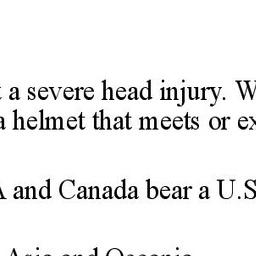 a severe head injury. W
a helmet that meets or ex
A and Canada bear a U.S
Asia and Oceania